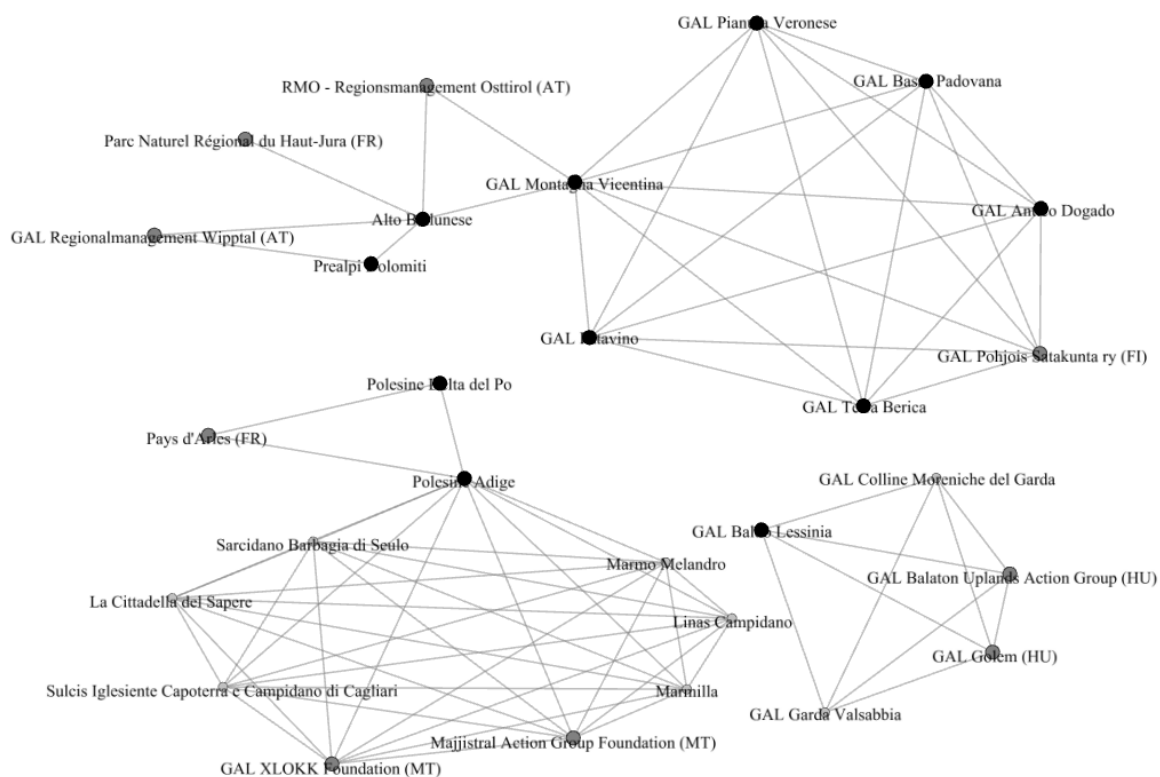 GAL Pianura Veronese
RMO - Regionsmanagement Osttirol (AT)
GAL Bassa Padovana
Parc Naturel Régional du Haut-Jura (FR)
GAL Montagna Vicentina
GAL Antico Dogado
Alto Bellunese
GAL Regionalmanagement Wipptal (AT)
Prealpi Dolomiti
GAL Patavino
GAL Pohjois Satakunta ry (FI)
Polesine Delta del Po
GAL Terra Berica
Pays d'Arles (FR)
Polesine Adige
GAL Colline Moreniche del Garda
GAL Baldo Lessinia
Sarcidano Barbagia di Seulo
Marmo Melandro
GAL Balaton Uplands Action Group (HU)
La Cittadella del Sapere
Linas Campidano
GAL Golem (HU)
Sulcis Iglesiente Capoterra e Campidano di Cagliari
Marmilla
GAL Garda Valsabbia
Majjistral Action Group Foundation (MT)
GAL XLOKK Foundation (MT)